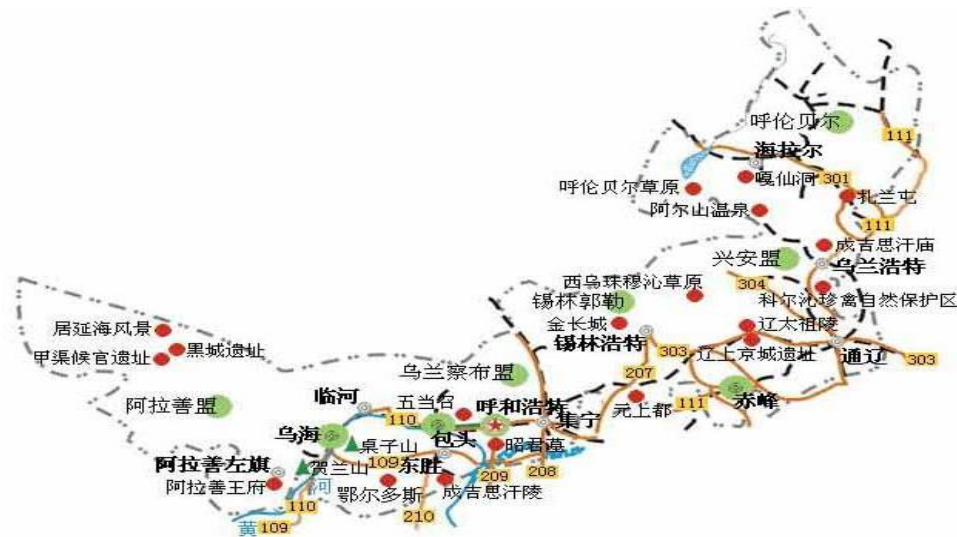 呼伦贝尔
111
海拉尔
嘎仙洞
301
呼伦贝尔草原
扎兰屯
阿尔山温泉
111
成吉思汗庙
兴安盟
乌兰浩特
西乌珠穆沁草原
304
科尔沁珍禽自然保护区
锡林郭勒
居延海风景
金长城
辽太祖陵
黑城遗址
锡林浩特
甲渠候官遗址
303
辽上京城遗址
通辽
303
乌兰察布盟
207
临河
赤峰
阿拉善盟
五当召
呼和浩特
元上都
111
110
集宁
乌海
包头
桌子山
昭君墓
阿拉善左旗
109
东胜
贺兰山
208
209
阿拉善王府
河
鄂尔多斯
成吉思汗陵
110
210
黄
109